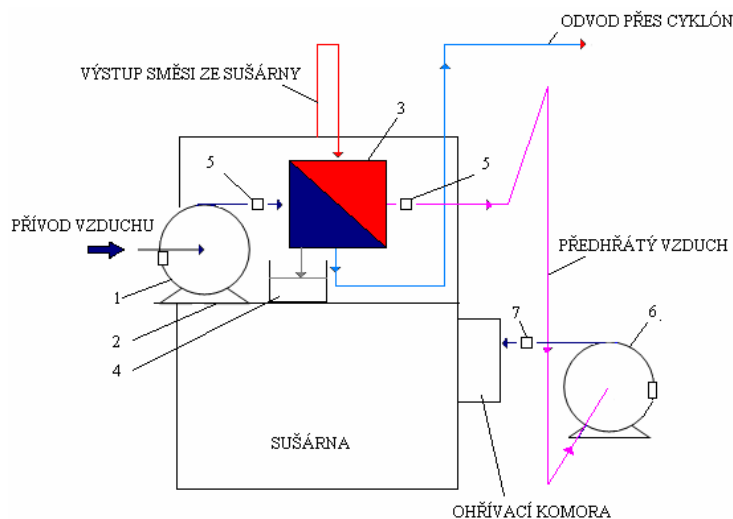 ODVOD PŘES CYKLÓN
VÝSTUP SMĚSI ZE SUŠÁRNY
3
5
5
PŘÍVOD VZDUCHU
PŘEDHŘÁTÝ VZDUCH
1
2
4
7
6.
SUŠÁRNA
OHŘÍVACÍ KOMORA